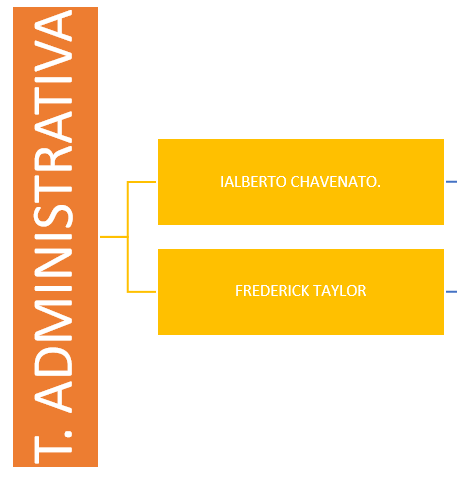 T. ADMINISTRATIVA
IALBERTO CHAVENATO.
FREDERICK TAYLOR